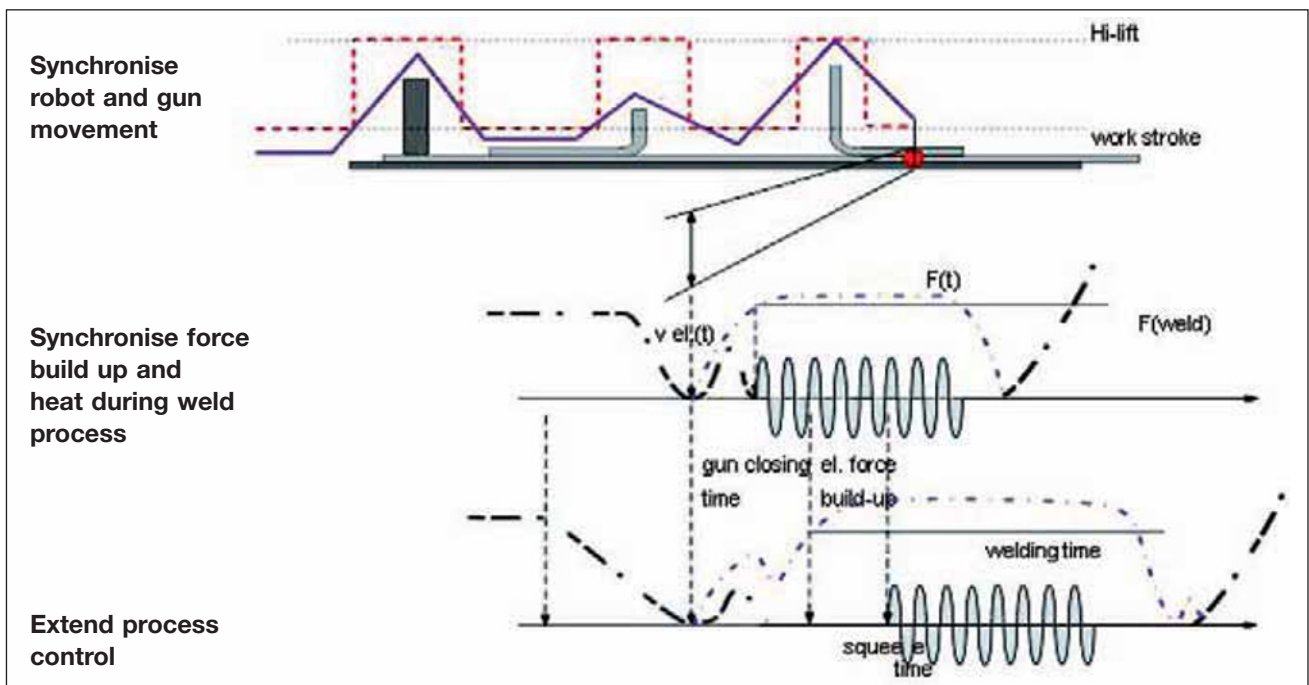 Synchronise
robot and gun
movement
Hi-lift
work stroke
Synchronise force
build up and
heat during weld
process
F(t)
v el.(t)
F(weld)
gun closing el. force
time build-up
welding time
Extend process
control
squeeze
time